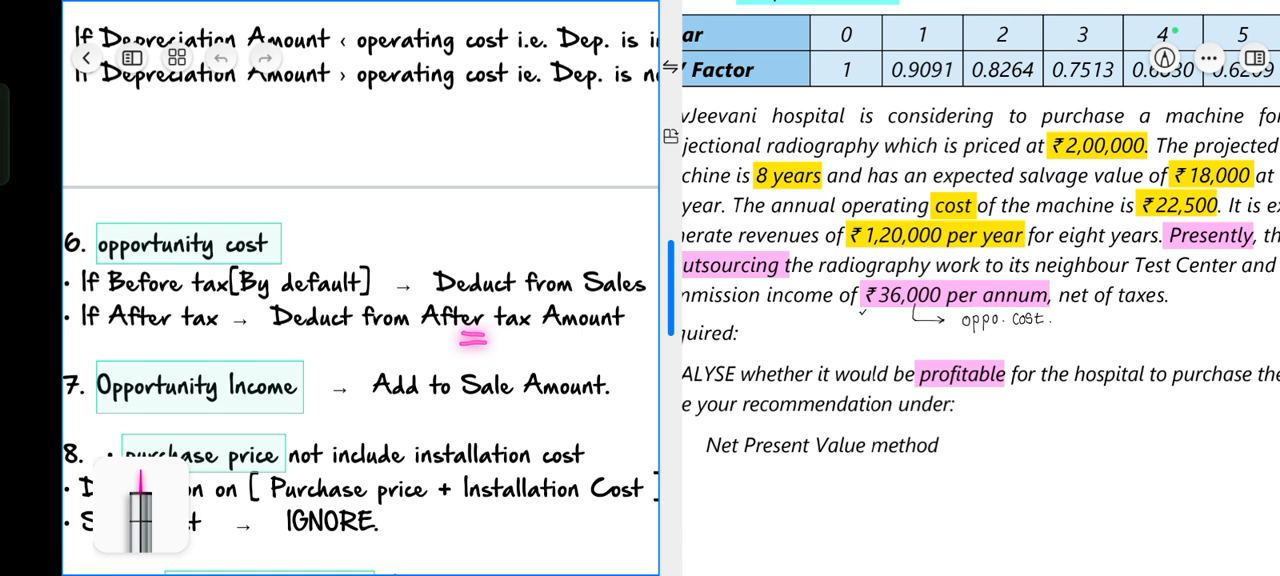 If Depreciation Amount < operating cost i.e. Dep. is
If Depreciation Amount > operating cost ie. Dep. is
6. opportunity cost
• If Before tax[By default] → Deduct from Sales
• If After tax → Deduct from After tax Amount
7. Opportunity Income → Add to Sale Amount.
8. • purchase price not include installation cost
• on [ Purchase price + Installation Cost ]
• → IGNORE.
ar 0 1 2 3 4 5
Factor 1 0.9091 0.8264 0.7513
Jeevani hospital is considering to purchase a machine for
jectional radiography which is priced at ₹2,00,000. The projected
chine is 8 years and has an expected salvage value of ₹18,000 at
year. The annual operating cost of the machine is ₹22,500. It is
erate revenues of ₹1,20,000 per year for eight years. Presently, th
utsourcing the radiography work to its neighbour Test Center and
mmission income of ₹36,000 per annum, net of taxes.
oppo. cost.
quired:
ALYSE whether it would be profitable for the hospital to purchase the
e your recommendation under:
Net Present Value method